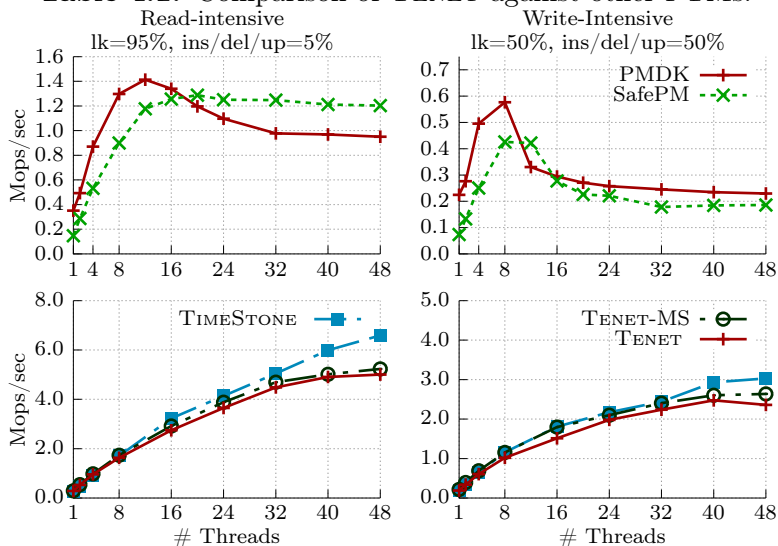 Read-intensive
lk=95%, ins/del/up=5%
Write-Intensive
lk=50%, ins/del/up=50%
Mops/sec
1.6
1.4
1.2
1.0
0.8
0.6
0.4
0.2
0.0
1 4 8 16 24 32 40 48
0.7
0.6
0.5
0.4
0.3
0.2
0.1
0.0
1 4 8 16 24 32 40 48
PMDK
SafePM
Mops/sec
8.0
6.0
4.0
2.0
0.0
1 8 16 24 32 40 48
# Threads
TimeStone
5.0
4.0
3.0
2.0
1.0
0.0
1 8 16 24 32 40 48
# Threads
Tenet-MS
Tenet